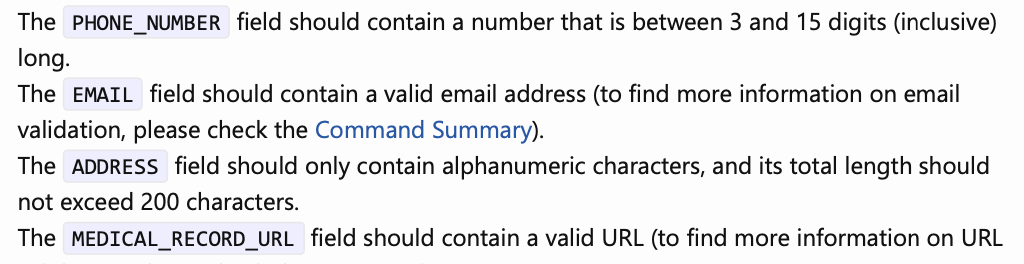 The PHONE_NUMBER field should contain a number that is between 3 and 15 digits (inclusive)
long.
The EMAIL field should contain a valid email address (to find more information on email
validation, please check the Command Summary).
The ADDRESS field should only contain alphanumeric characters, and its total length should
not exceed 200 characters.
The MEDICAL_RECORD_URL field should contain a valid URL (to find more information on URL